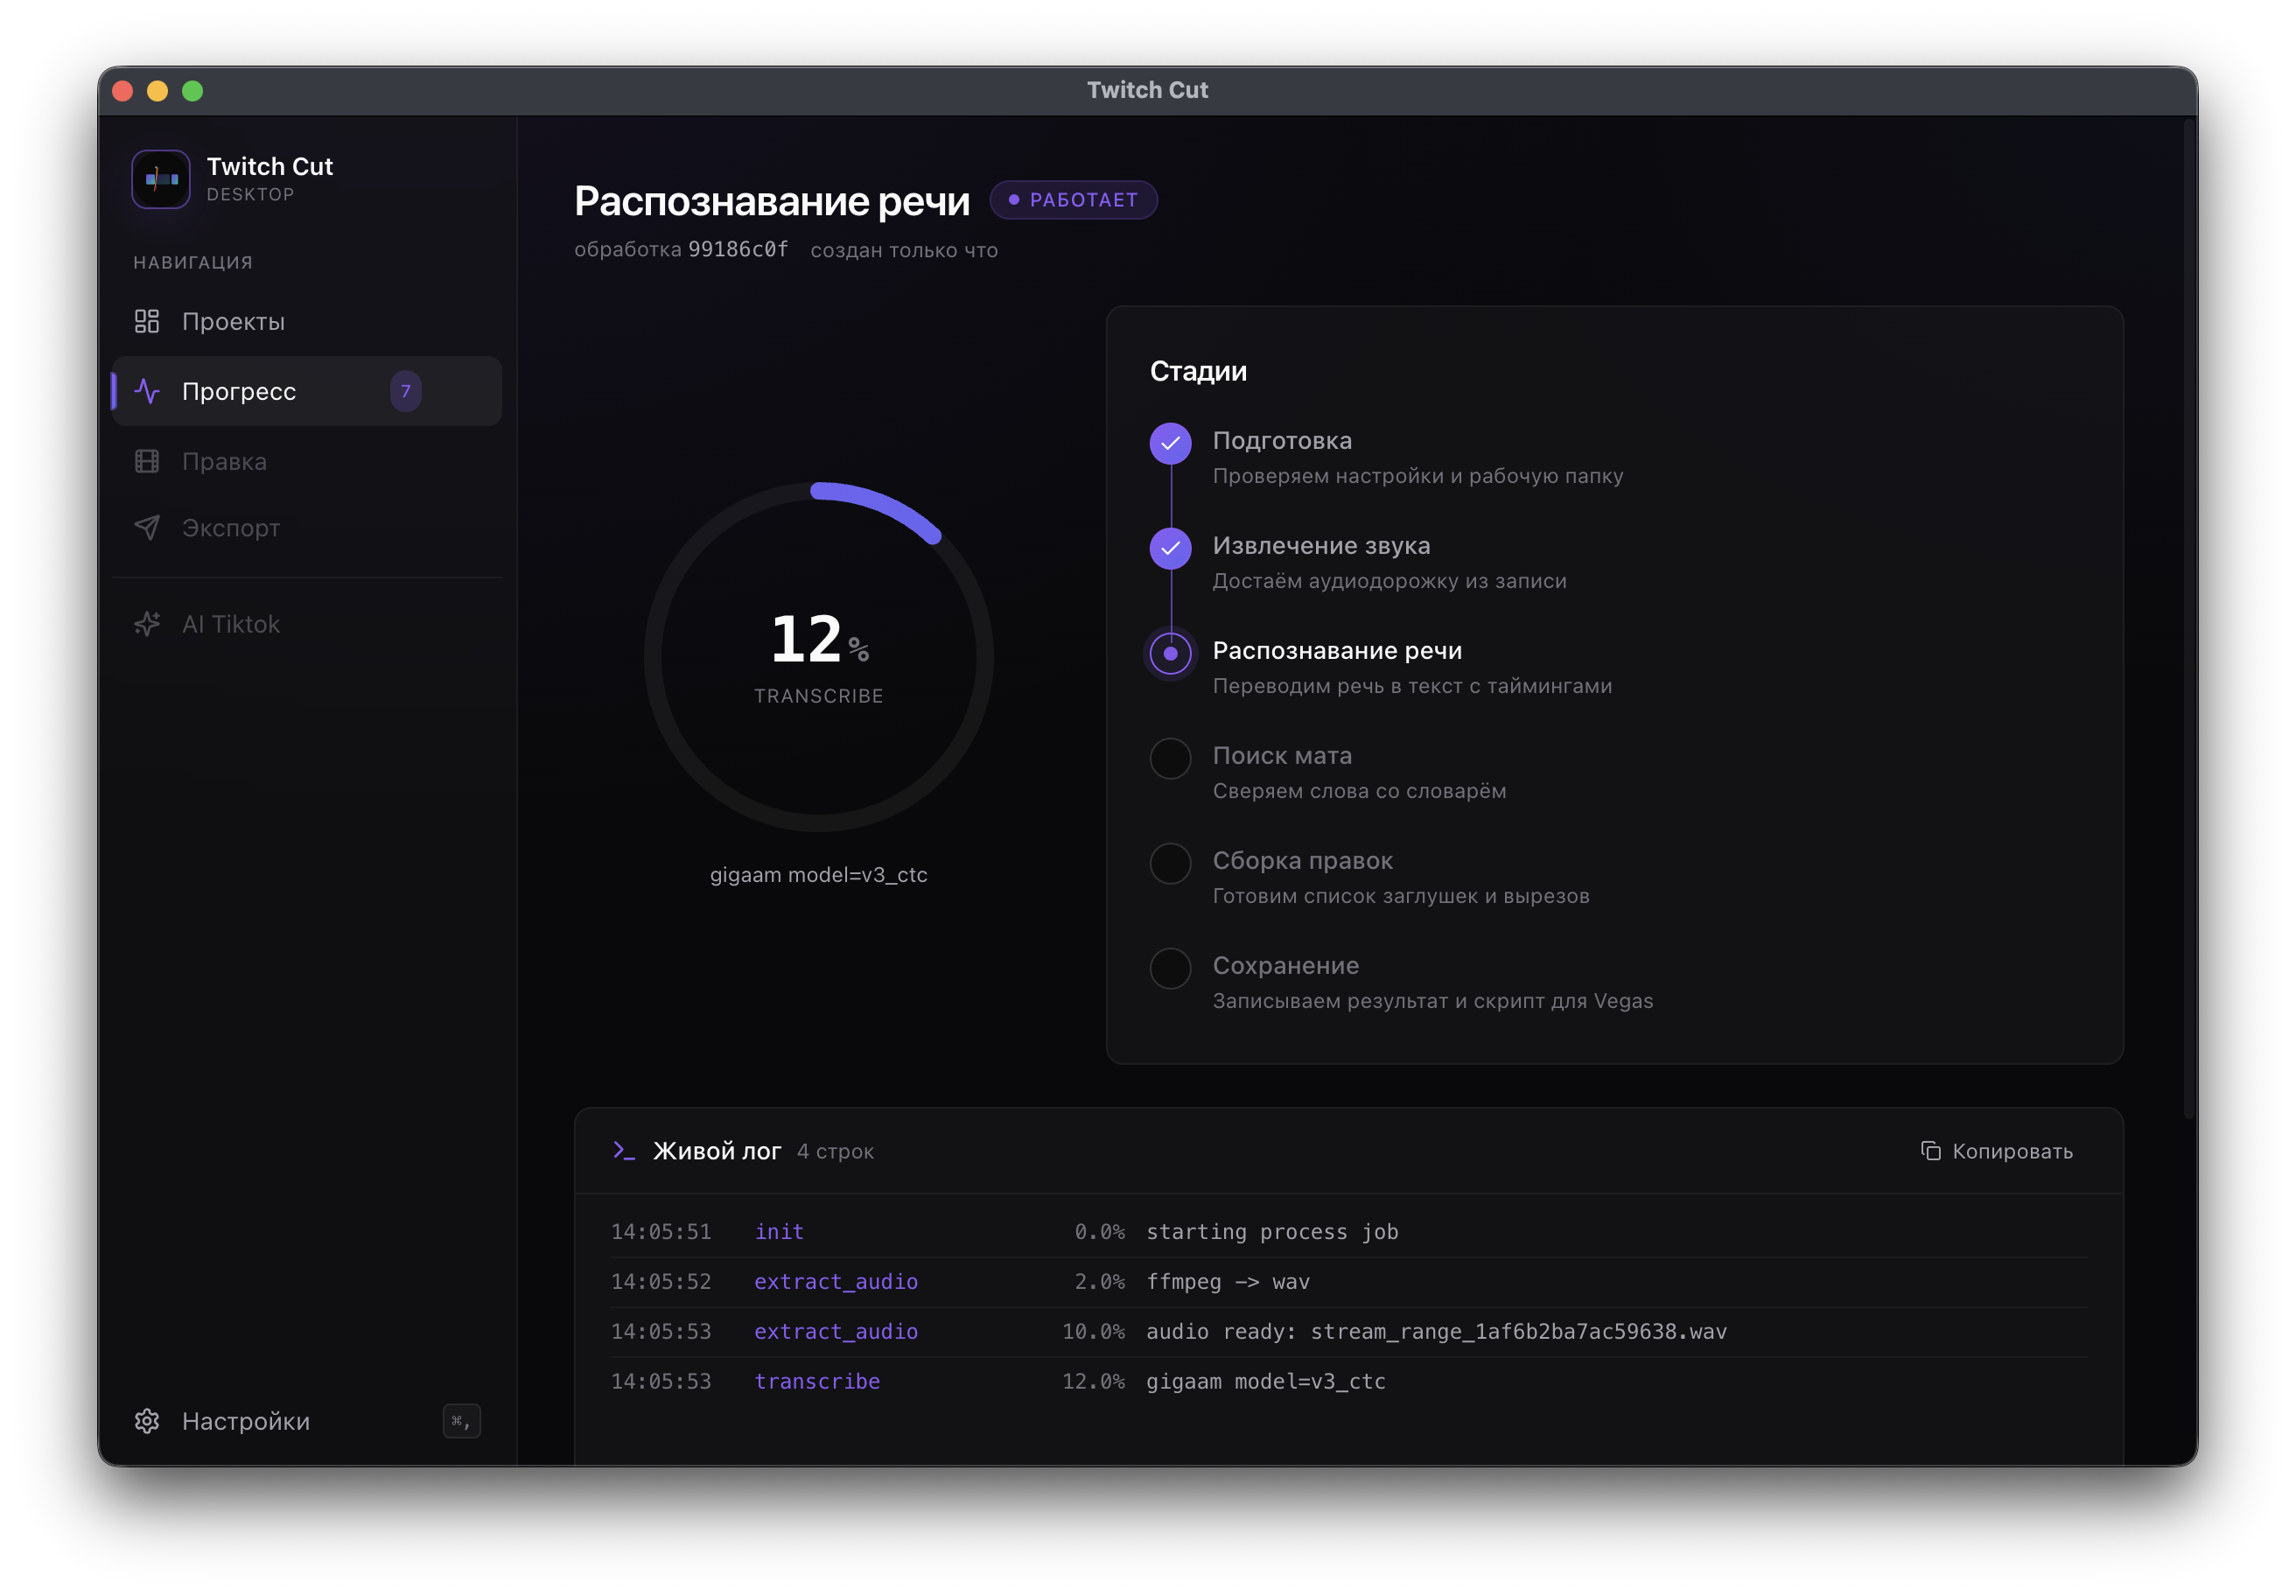 Twitch Cut
Twitch Cut
DESKTOP
НАВИГАЦИЯ
Проекты
Прогресс 7
Правка
Экспорт
AI Tiktok
Настройки ⌘,
Распознавание речи РАБОТАЕТ
обработка 99186c0f создан только что
12%
TRANSCRIBE
gigaam model=v3_ctc
Стадии
Подготовка
Проверяем настройки и рабочую папку
Извлечение звука
Достаём аудиодорожку из записи
Распознавание речи
Переводим речь в текст с таймингами
Поиск мата
Сверяем слова со словарём
Сборка правок
Готовим список заглушек и вырезов
Сохранение
Записываем результат и скрипт для Vegas
Живой лог 4 строк Копировать
14:05:51 init 0.0% starting process job
14:05:52 extract_audio 2.0% ffmpeg -> wav
14:05:53 extract_audio 10.0% audio ready: stream_range_1af6b2ba7ac59638.wav
14:05:53 transcribe 12.0% gigaam model=v3_ctc